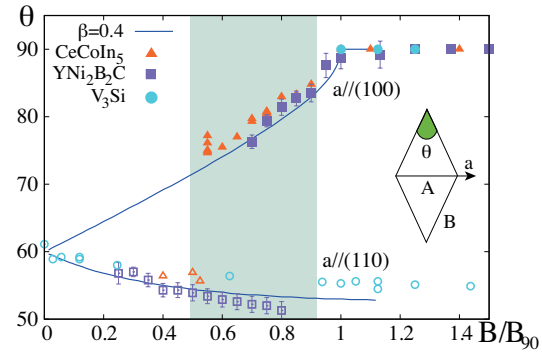 θ
β=0.4
CeCoIn₅
YNi₂B₂C
V₃Si
90
80
70
60
50
a//(100)
a//(110)
θ
a
A
B
0
0.2
0.4
0.6
0.8
1
1.2
1.4
B/B₉₀